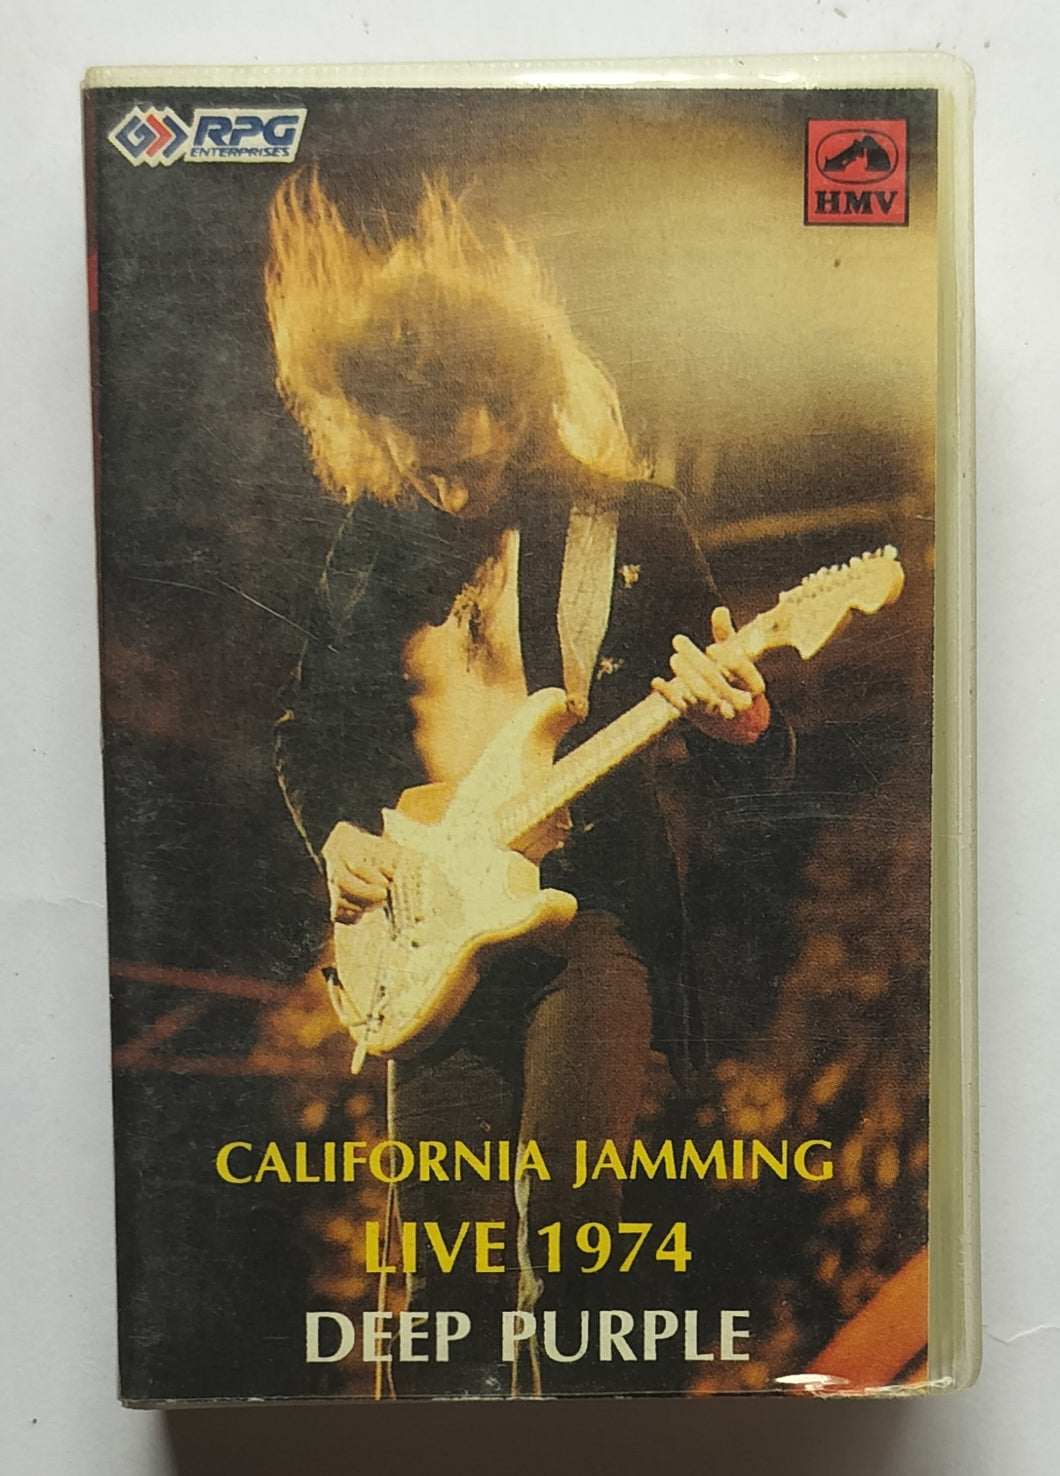 RPG
ENTERPRISES
HMV
CALIFORNIA JAMMING
LIVE 1974
DEEP PURPLE